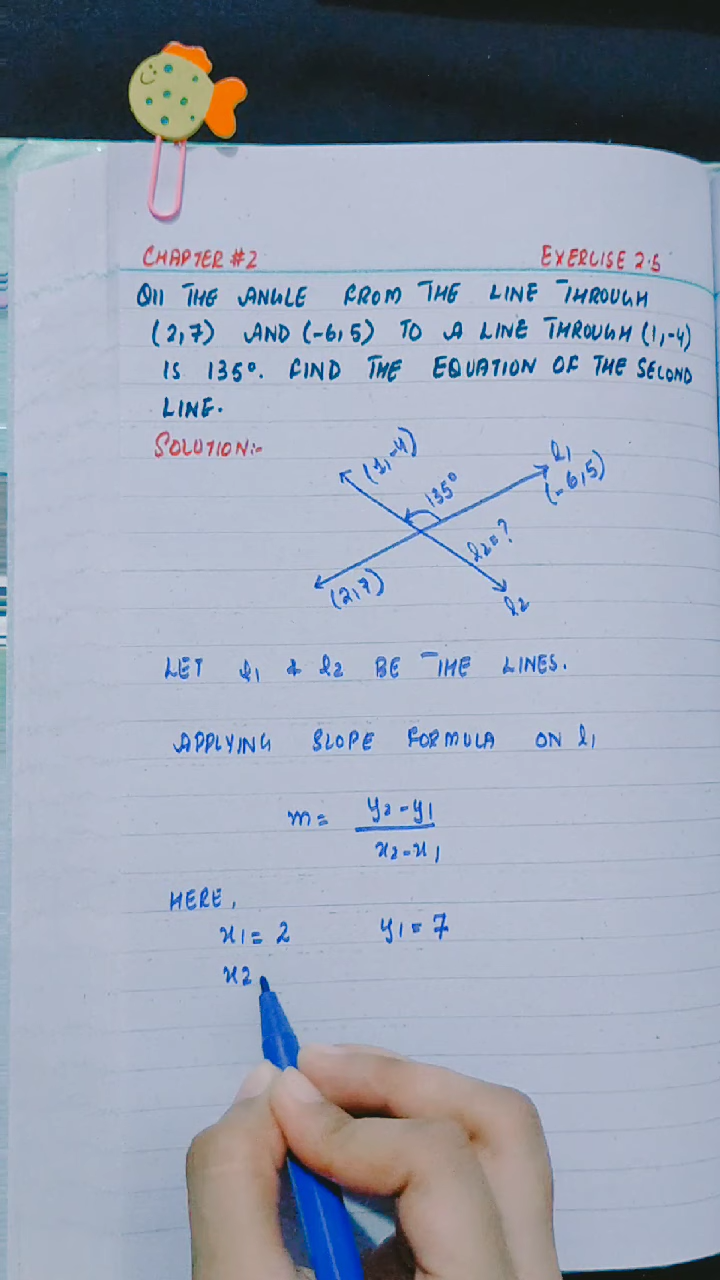 CHAPTER #2 EXERCISE 2.5
Q11 THE ANGLE FROM THE LINE THROUGH
(2,7) AND (-6,5) TO A LINE THROUGH (1,-4)
IS 135°. FIND THE EQUATION OF THE SECOND
LINE.
SOLUTION:-
(1,-4)
135°
l1
(-6,5)
l2=?
(2,7)
l2
LET l1 & l2 BE THE LINES.
APPLYING SLOPE FORMULA ON l1
m = y2-y1
x2-x1
HERE,
x1 = 2 y1 = 7
x2